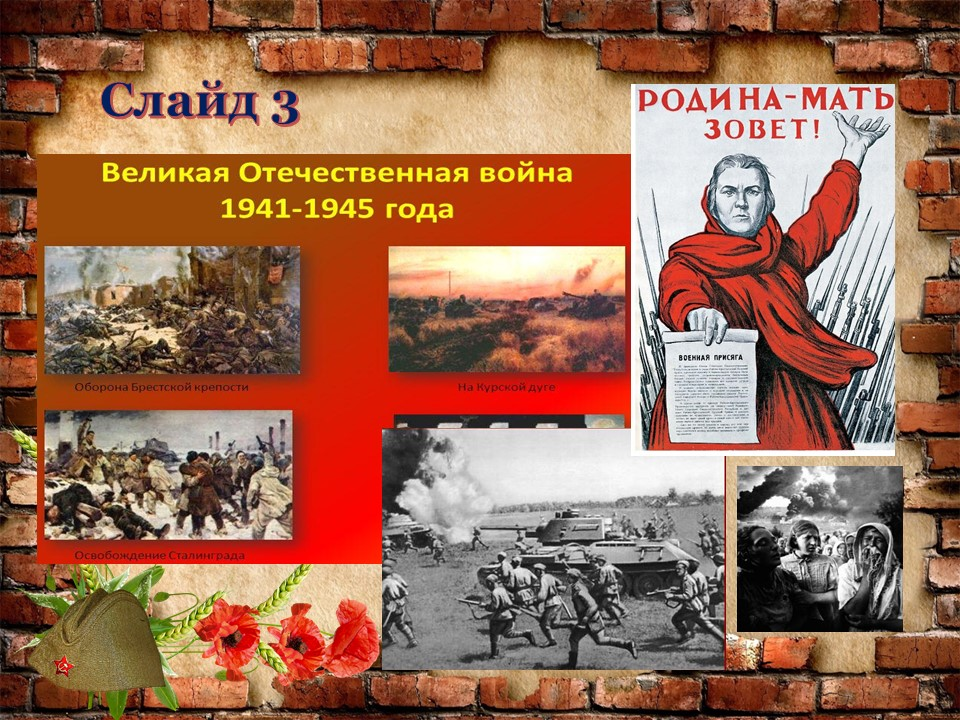 Слайд 3
РОДИНА-МАТЬ
ЗОВЕТ!
Великая Отечественная война
1941-1945 года
ВОЕННАЯ ПРИСЯГА
Оборона Брестской крепости
На Курской дуге
Освобождение Сталинграда